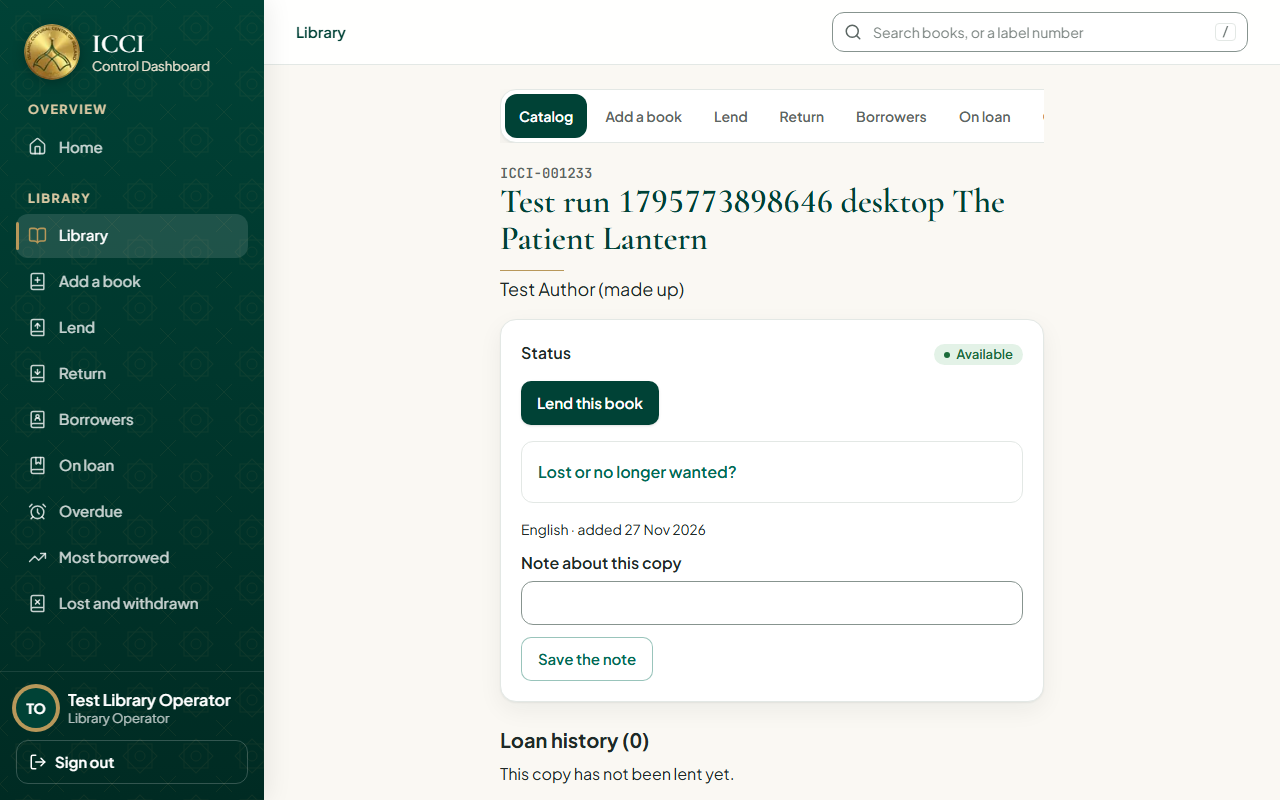 ICCI
Control Dashboard
OVERVIEW
Home
LIBRARY
Library
Add a book
Lend
Return
Borrowers
On loan
Overdue
Most borrowed
Lost and withdrawn
TO
Test Library Operator
Library Operator
Sign out
Library
Search books, or a label number
/
Catalog
Add a book
Lend
Return
Borrowers
On loan
ICCI-001233
Test run 1795773898646 desktop The
Patient Lantern
Test Author (made up)
Status
Available
Lend this book
Lost or no longer wanted?
English · added 27 Nov 2026
Note about this copy
Save the note
Loan history (0)
This copy has not been lent yet.